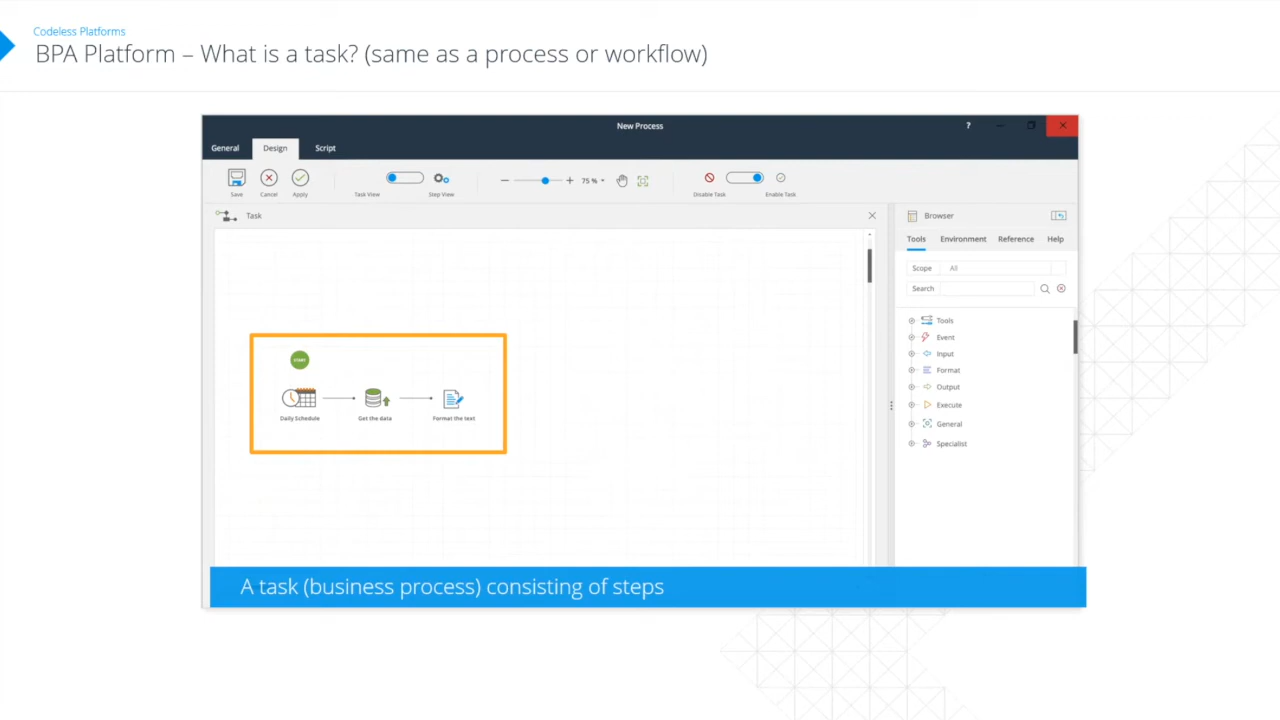 Codeless Platforms
BPA Platform – What is a task? (same as a process or workflow)
New Process
?
General
Design
Script
Save
Cancel
Apply
Task View
Step View
75 %
Disable Task
Enable Task
Task
Browser
Tools
Environment
Reference
Help
Scope
All
Search
Tools
Event
Input
Format
Output
Execute
General
Specialist
START
Daily Schedule
Get the data
Format the text
A task (business process) consisting of steps